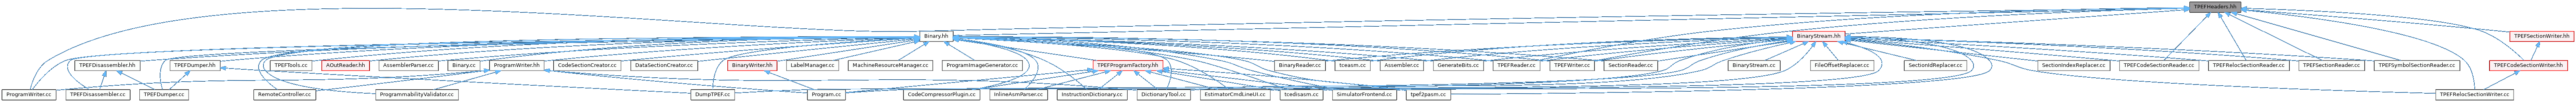 TPEFHeaders.hh
Binary.hh
BinaryStream.hh
TPEFSectionWriter.hh
TPEFDisassembler.hh
TPEFDumper.hh
TPEFTools.cc
AOutReader.hh
AssemblerParser.cc
Binary.cc
ProgramWriter.hh
CodeSectionCreator.cc
DataSectionCreator.cc
BinaryWriter.hh
LabelManager.cc
MachineResourceManager.cc
ProgramImageGenerator.cc
TPEFProgramFactory.hh
BinaryReader.cc
tceasm.cc
Assembler.cc
GenerateBits.cc
TPEFReader.cc
TPEFWriter.cc
SectionReader.cc
BinaryStream.cc
FileOffsetReplacer.cc
SectionIdReplacer.cc
SectionIndexReplacer.cc
TPEFCodeSectionReader.cc
TPEFRelocSectionReader.cc
TPEFSectionReader.cc
TPEFSymbolSectionReader.cc
TPEFCodeSectionWriter.hh
ProgramWriter.cc
TPEFDisassembler.cc
TPEFDumper.cc
RemoteController.cc
ProgrammabilityValidator.cc
DumpTPEF.cc
Program.cc
CodeCompressorPlugin.cc
InlineAsmParser.cc
InstructionDictionary.cc
DictionaryTool.cc
EstimatorCmdLineUI.cc
tcedisasm.cc
SimulatorFrontend.cc
tpef2pasm.cc
TPEFRelocSectionWriter.cc